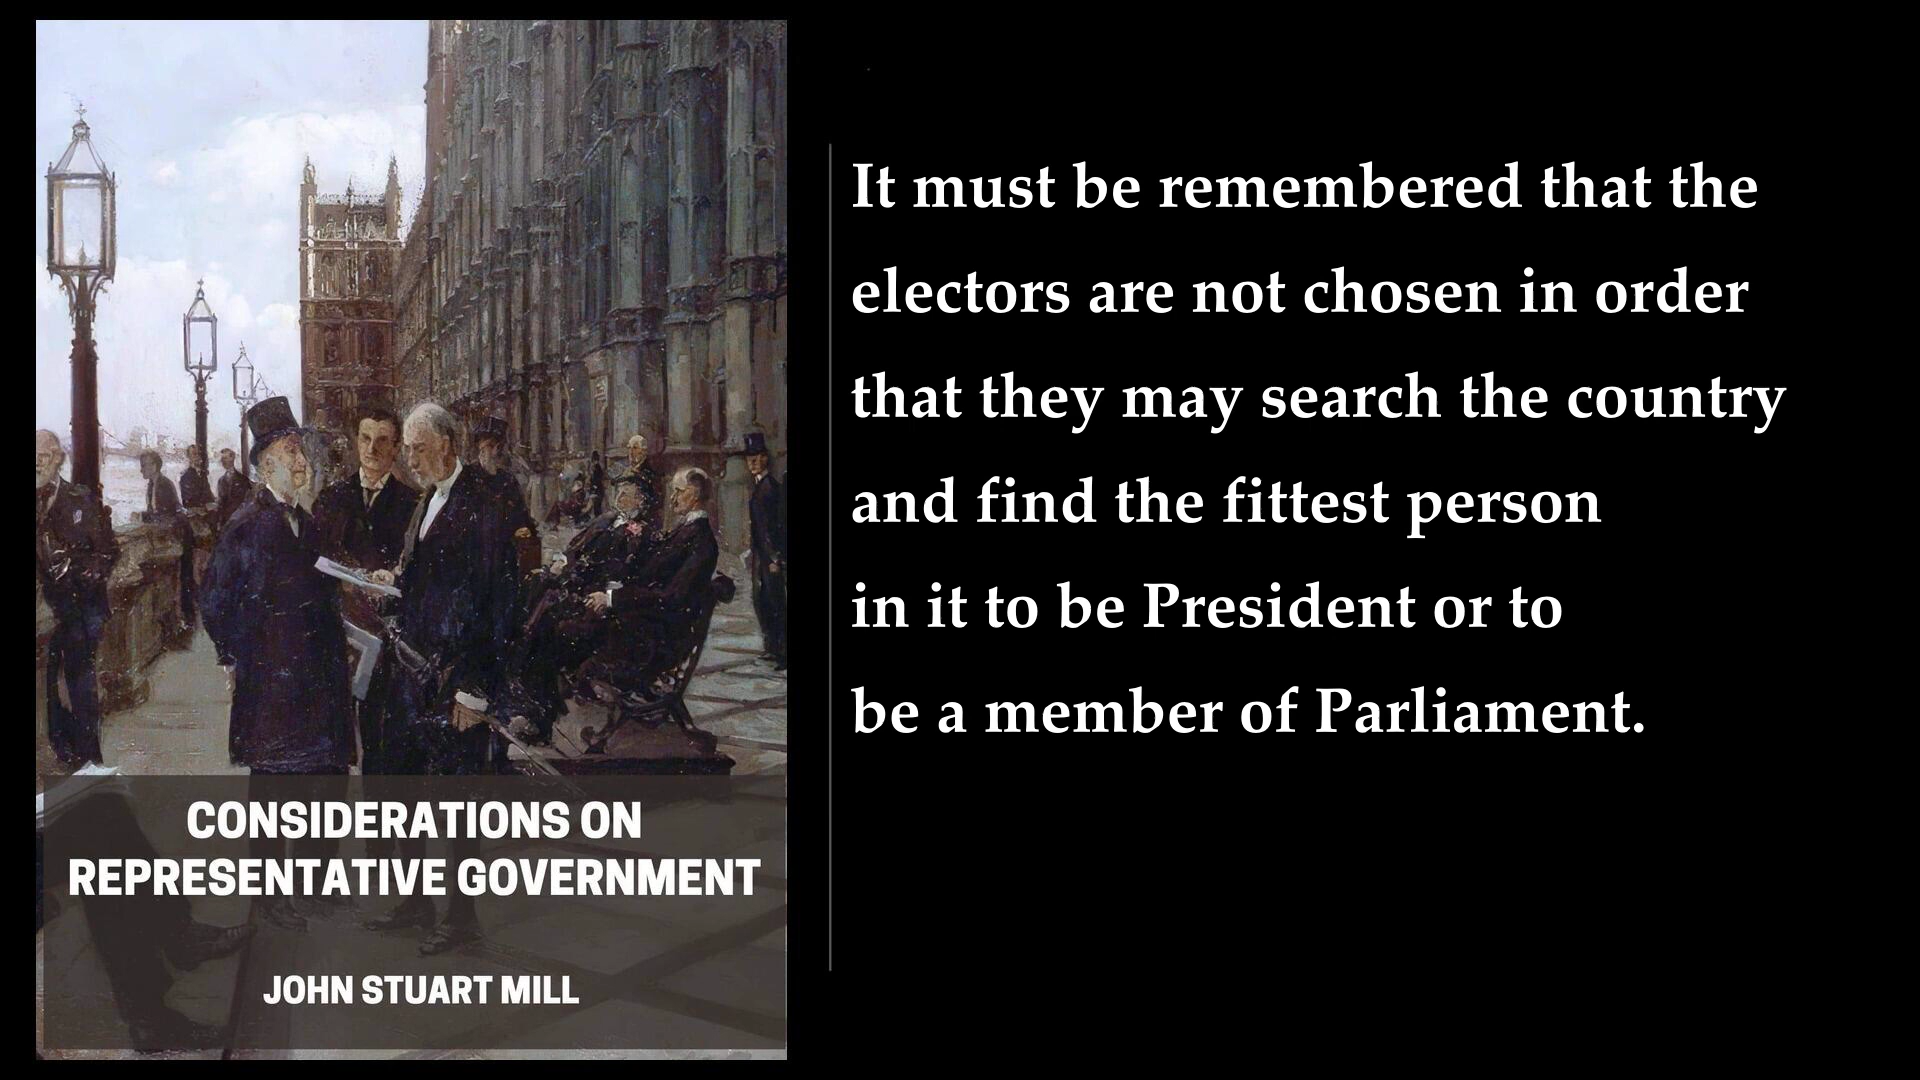 CONSIDERATIONS ON
REPRESENTATIVE GOVERNMENT
JOHN STUART MILL
It must be remembered that the
electors are not chosen in order
that they may search the country
and find the fittest person
in it to be President or to
be a member of Parliament.